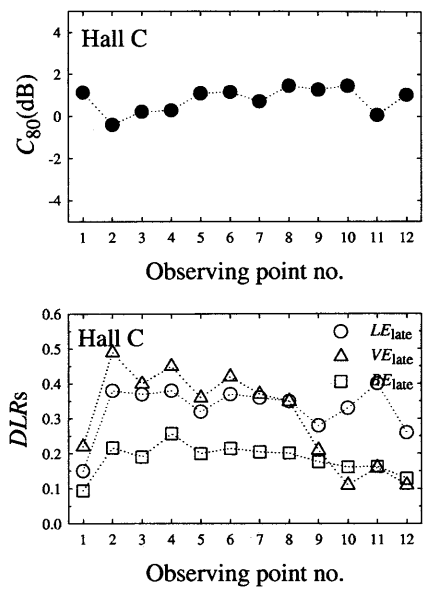 Hall C
C80(dB)
4
2
0
-2
-4
1 2 3 4 5 6 7 8 9 10 11 12
Observing point no.
Hall C
LElate
VElate
BElate
DLRs
0.6
0.5
0.4
0.3
0.2
0.1
0.0
1 2 3 4 5 6 7 8 9 10 11 12
Observing point no.